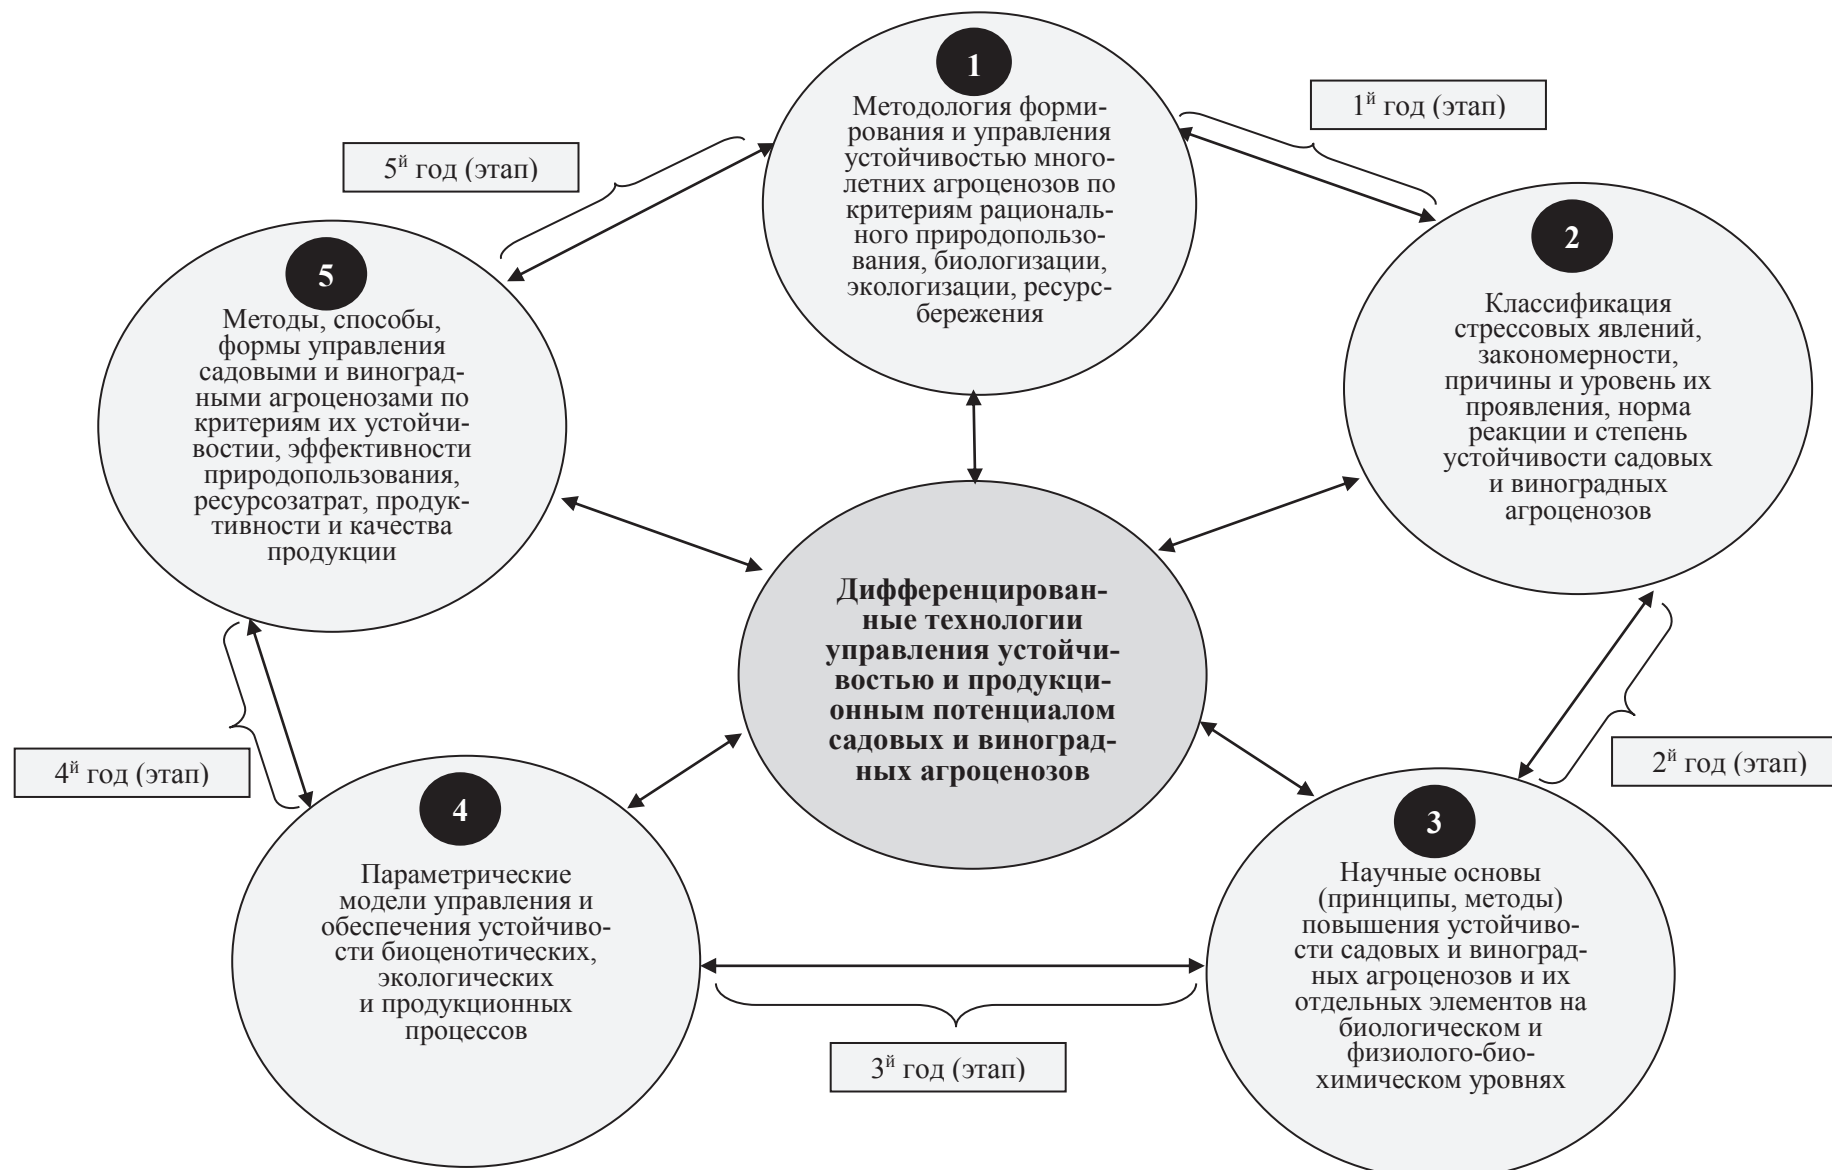 1
Методология форми-
рования и управления
устойчивостью много-
летних агроценозов по
критериям рациональ-
ного природопользо-
вания, биологизации,
экологизации, ресурс-
бережения
1й год (этап)
2
Классификация
стрессовых явлений,
закономерности,
причины и уровень их
проявления, норма
реакции и степень
устойчивости садовых
и виноградных
агроценозов
2й год (этап)
3
Научные основы
(принципы, методы)
повышения устойчиво-
сти садовых и виноград-
ных агроценозов и их
отдельных элементов на
биологическом и
физиолого-био-
химическом уровнях
3й год (этап)
4
Параметрические
модели управления и
обеспечения устойчиво-
сти биоценотических,
экологических
и продукционных
процессов
4й год (этап)
5
Методы, способы,
формы управления
садовыми и виноград-
ными агроценозами по
критериям их устойчи-
востии, эффективности
природопользования,
ресурсозатрат, продук-
тивности и качества
продукции
5й год (этап)
Дифференцирован-
ные технологии
управления устойчи-
востью и продукци-
онным потенциалом
садовых и виноград-
ных агроценозов